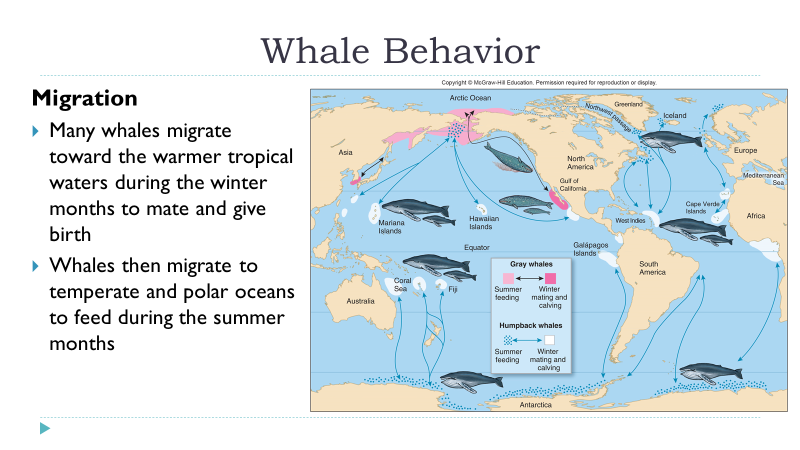 Whale Behavior
Copyright © McGraw-Hill Education. Permission required for reproduction or display.
Migration
Many whales migrate
toward the warmer tropical
waters during the winter
months to mate and give
birth
Whales then migrate to
temperate and polar oceans
to feed during the summer
months
Arctic Ocean
Greenland
Northwest passage
Iceland
Asia
North
America
Europe
Mediterranean
Sea
Gulf of
California
Mariana
Islands
Hawaiian
Islands
West Indies
Cape Verde
Islands
Africa
Equator
Galápagos
Islands
South
America
Coral
Sea
Fiji
Australia
Gray whales
Summer
feeding
Winter
mating and
calving
Humpback whales
Summer
feeding
Winter
mating and
calving
Antarctica